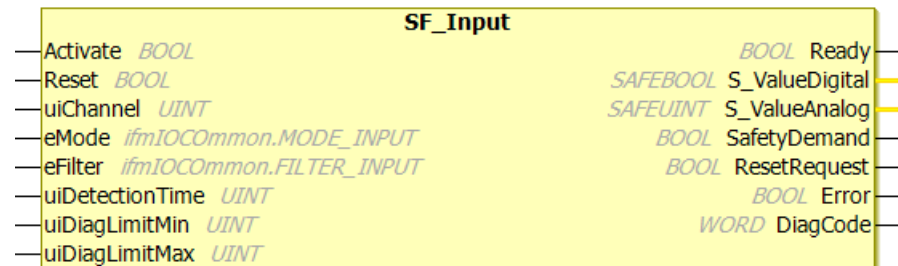 SF_Input
Activate BOOL BOOL Ready
Reset BOOL SAFEBOOL S_ValueDigital
uiChannel UINT SAFEUINT S_ValueAnalog
eMode ifmIOCOmmon.MODE_INPUT BOOL SafetyDemand
eFilter ifmIOCOmmon.FILTER_INPUT BOOL ResetRequest
uiDetectionTime UINT BOOL Error
uiDiagLimitMin UINT WORD DiagCode
uiDiagLimitMax UINT